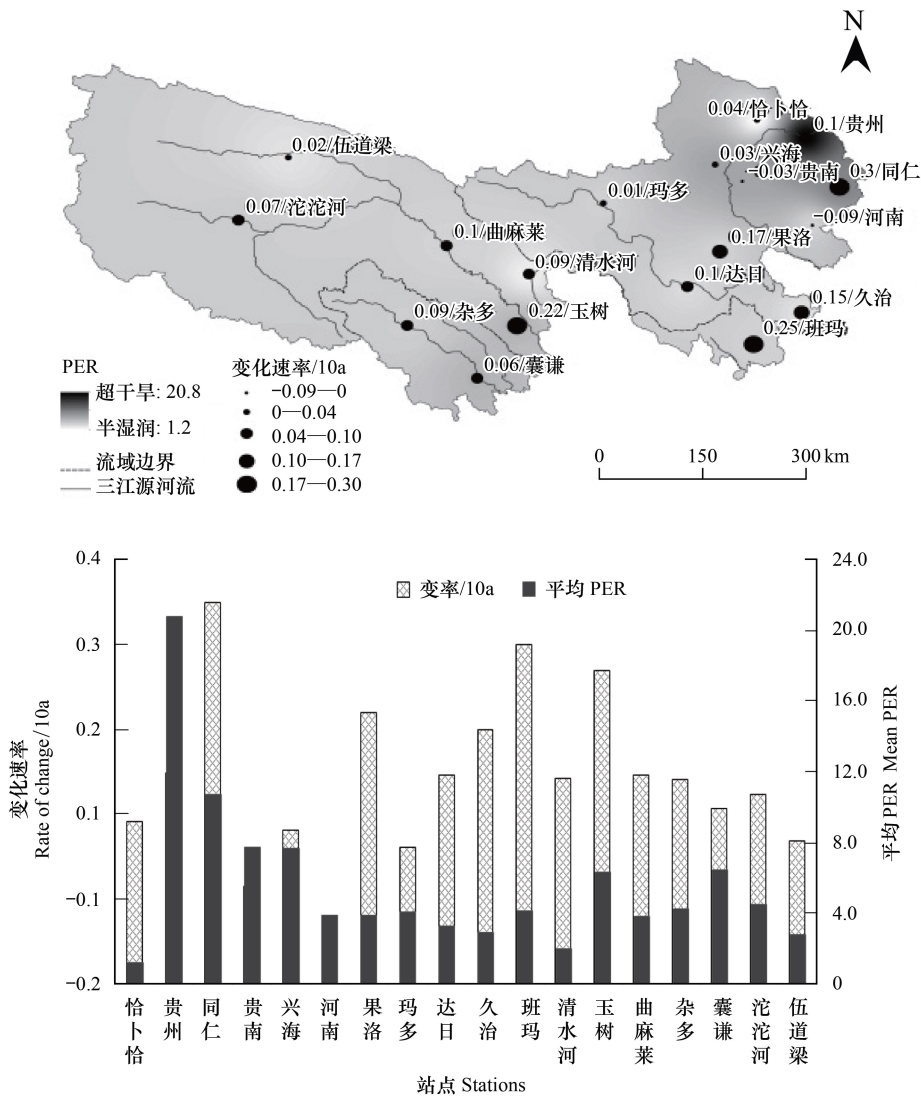 N
0.04/恰卜恰
0.1/贵州
0.02/伍道梁
0.03/兴海
-0.03/贵南
0.3/同仁
0.01/玛多
0.07/沱沱河
-0.09/河南
0.1/曲麻莱
0.17/果洛
0.09/清水河
0.1/达日
0.15/久治
0.09/杂多
0.22/玉树
0.25/班玛
0.06/囊谦
PER
超干旱: 20.8
半湿润: 1.2
流域边界
三江源河流
变化速率/10a
-0.09—0
0—0.04
0.04—0.10
0.10—0.17
0.17—0.30
0 150 300 km
变率/10a 平均 PER
变化速率
Rate of change/10a
0.4
0.3
0.2
0.1
-0.1
-0.2
24.0
20.0
16.0
12.0
8.0
4.0
0
平均 PER Mean PER
恰卜恰 贵州 同仁 贵南 兴海 河南 果洛 玛多 达日 久治 班玛 清水河 玉树 曲麻莱 杂多 囊谦 沱沱河 伍道梁
站点 Stations